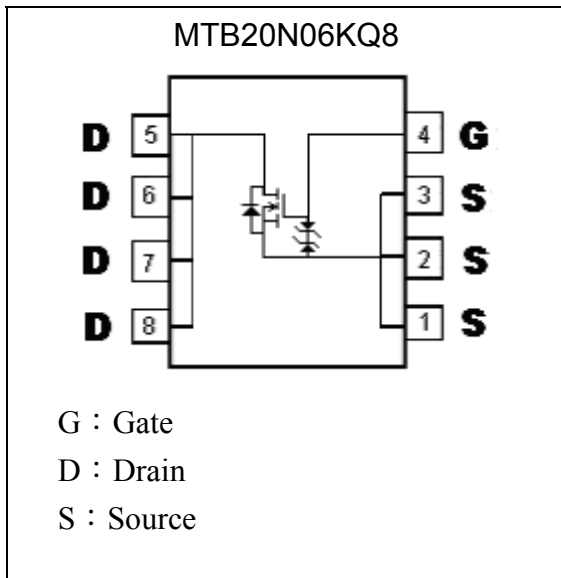 MTB20N06KQ8
D 5 4 G
D 6 3 S
D 7 2 S
D 8 1 S
G：Gate
D：Drain
S：Source